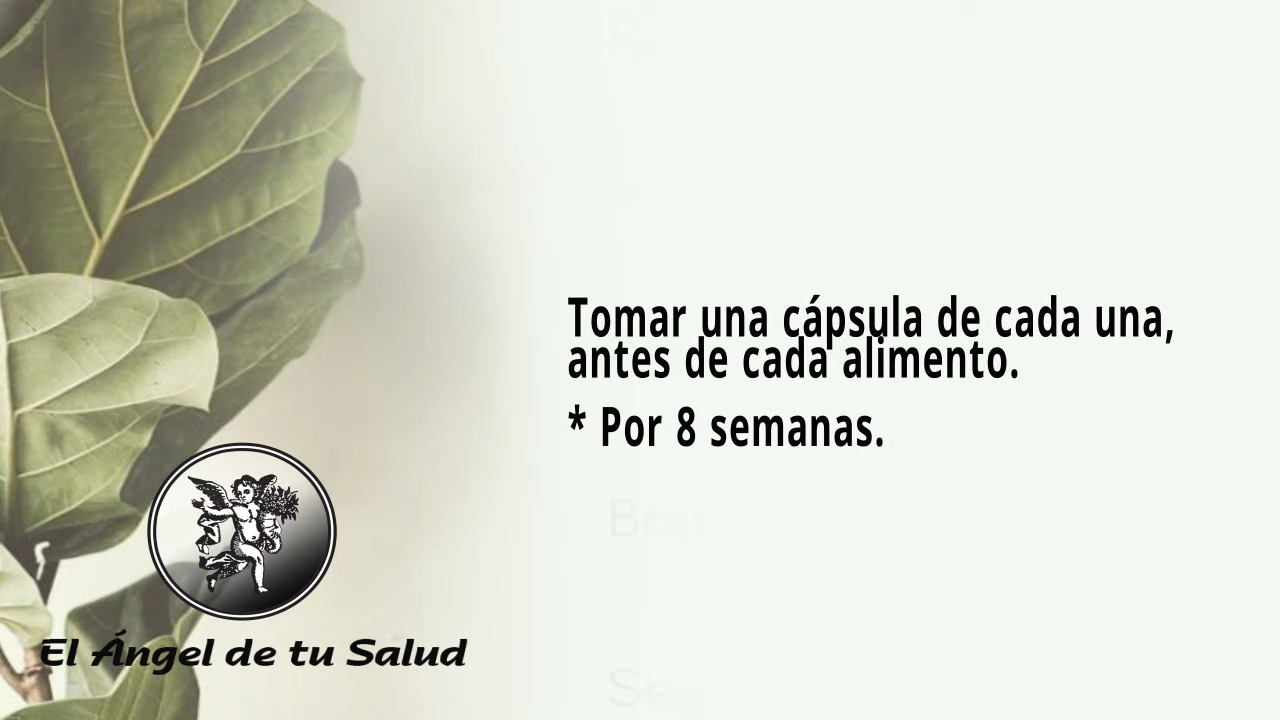 Tomar una cápsula de cada una,
antes de cada alimento.
* Por 8 semanas.
El Ángel de tu Salud